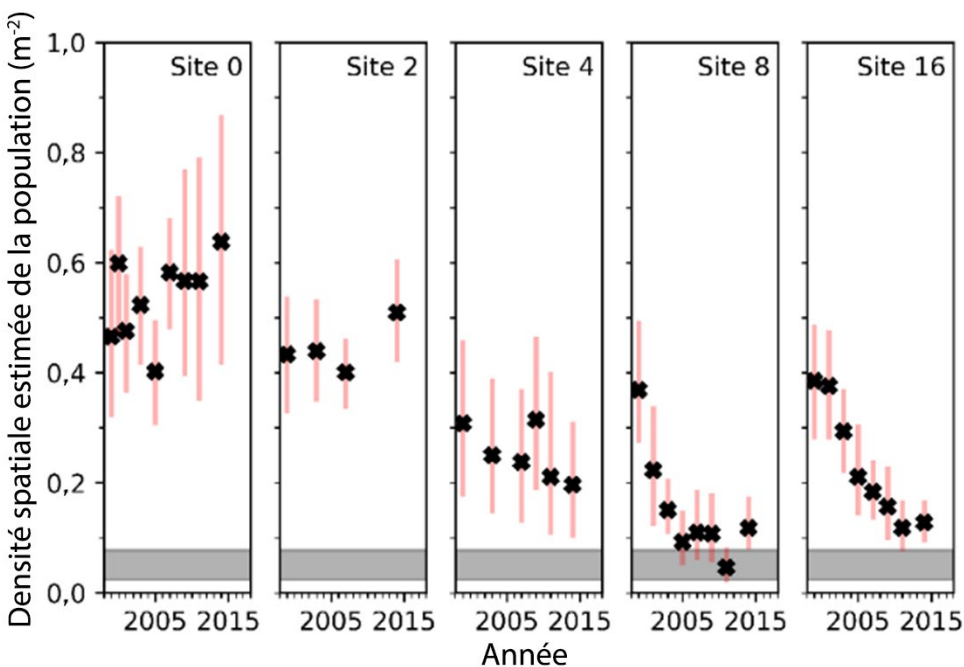 Densité spatiale estimée de la population (m⁻²)
1,0
0,8
0,6
0,4
0,2
0,0
Site 0
Site 2
Site 4
Site 8
Site 16
2005 2015
2005 2015
2005 2015
2005 2015
2005 2015
Année